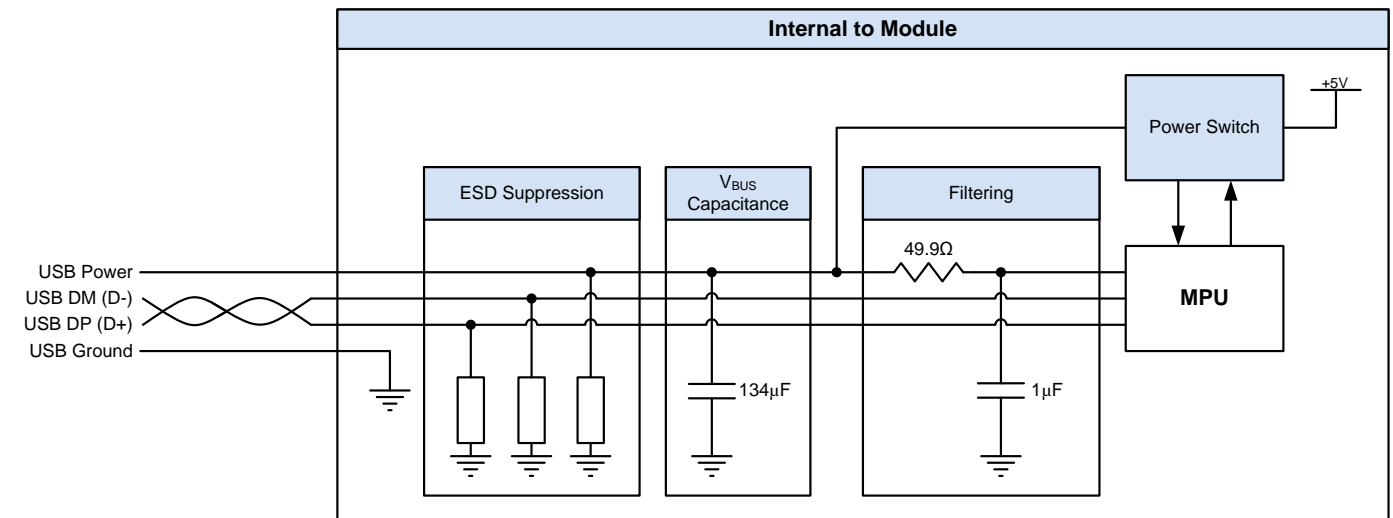 Internal to Module
+5V
Power Switch
ESD Suppression
VBUS
Capacitance
Filtering
49.9Ω
USB Power
USB DM (D-)
USB DP (D+)
USB Ground
MPU
134µF
1µF